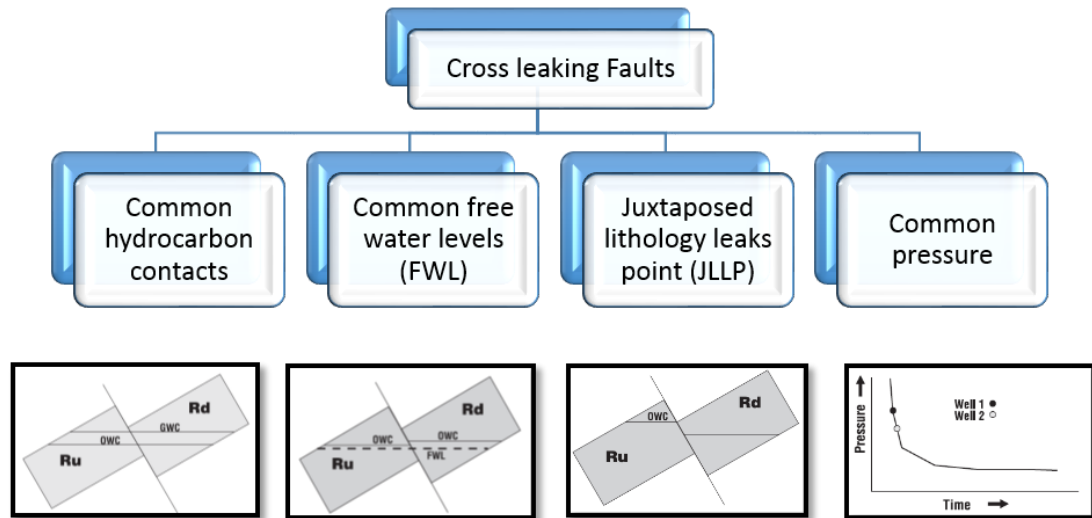 Cross leaking Faults
Common
hydrocarbon
contacts
Common free
water levels
(FWL)
Juxtaposed
lithology leaks
point (JLLP)
Common
pressure
Rd
GWC
OWC
Ru
Rd
OWC
OWC
FWL
Ru
OWC
Rd
Ru
Pressure
Well 1
Well 2
Time